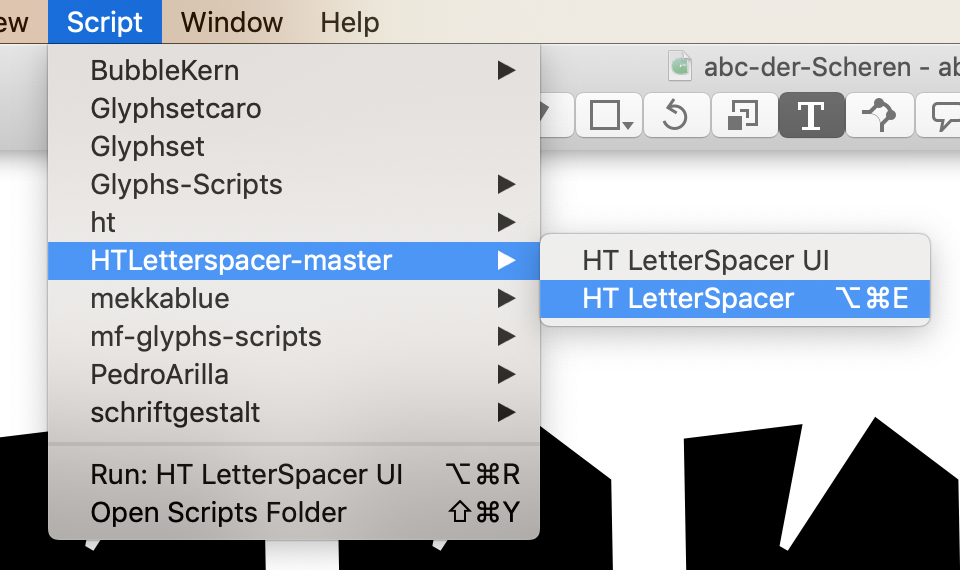 ew Script Window Help
abc-der-Scheren - ab
T
BubbleKern ▶
Glyphsetcaro
Glyphset
Glyphs-Scripts ▶
ht ▶
HTLetterspacer-master ▶
HT LetterSpacer UI
HT LetterSpacer ⌥⌘E
mekkablue ▶
mf-glyphs-scripts ▶
PedroArilla ▶
schriftgestalt ▶
Run: HT LetterSpacer UI ⌥⌘R
Open Scripts Folder ⇧⌘Y